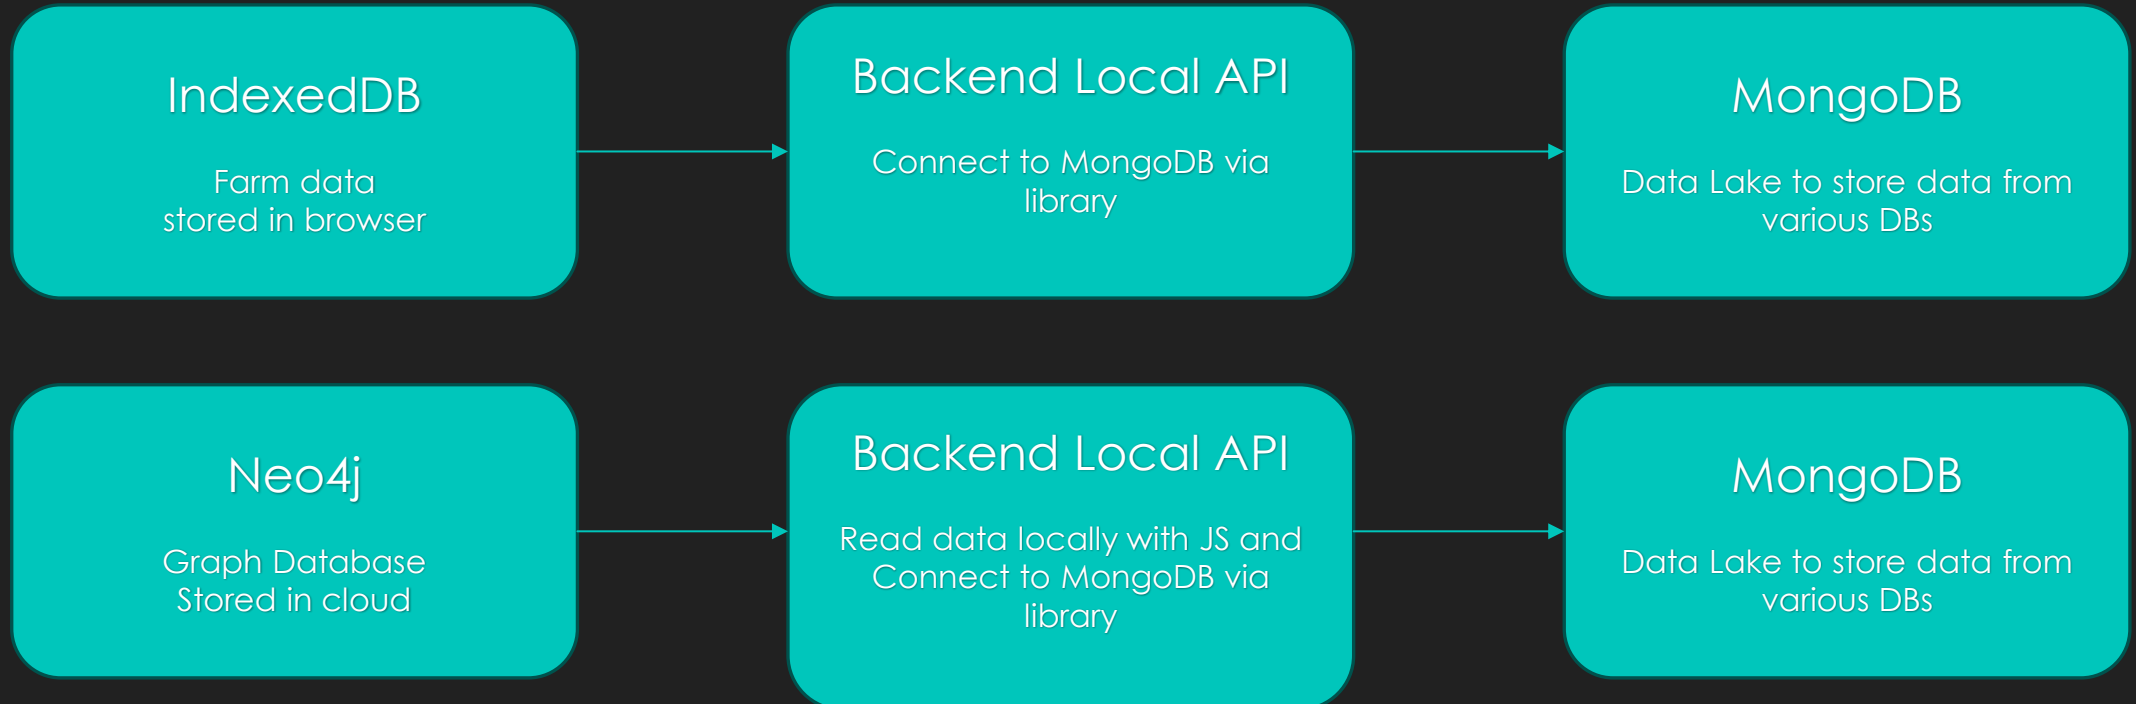 IndexedDB
Farm data
stored in browser
Backend Local API
Connect to MongoDB via
library
MongoDB
Data Lake to store data from
various DBs
Neo4j
Graph Database
Stored in cloud
Backend Local API
Read data locally with JS and
Connect to MongoDB via
library
MongoDB
Data Lake to store data from
various DBs